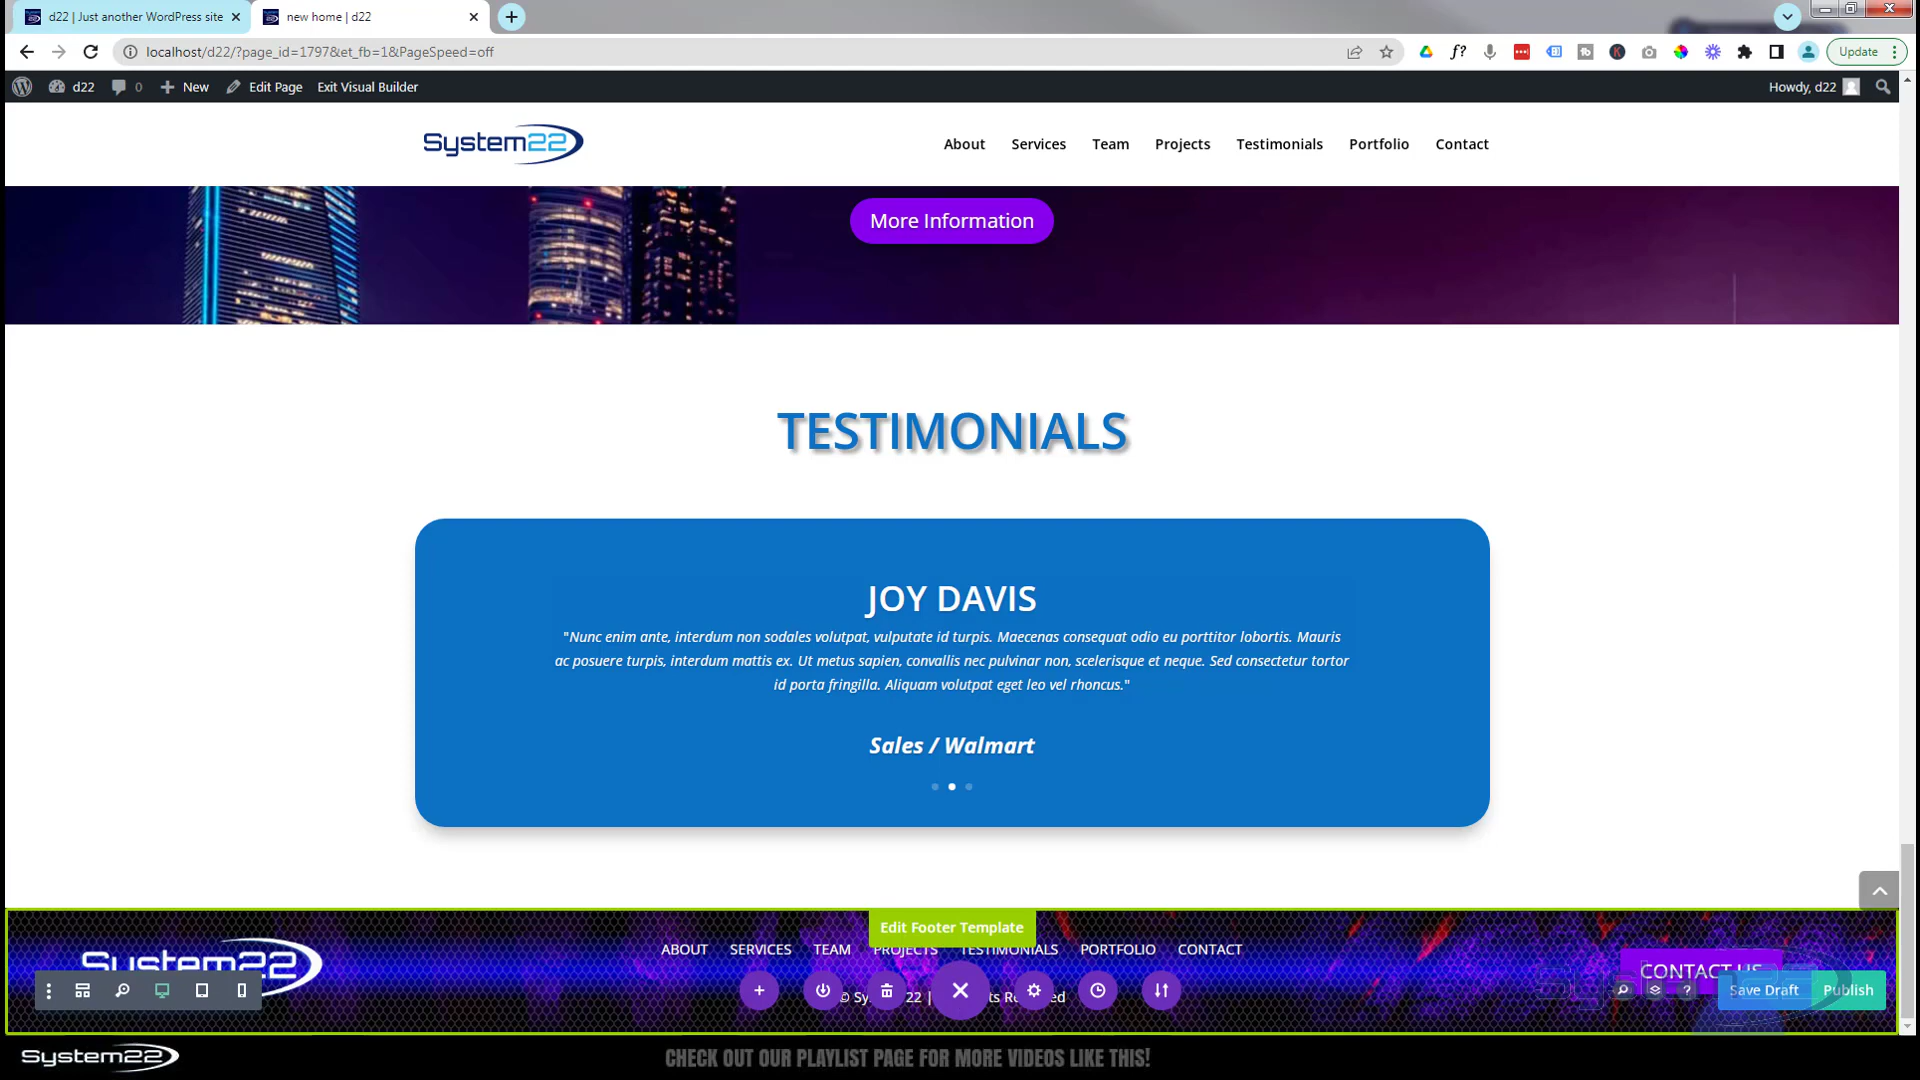 d22 | Just another WordPress site
new home | d22
localhost/d22/?page_id=1797&et_fb=1&PageSpeed=off
Update
d22
0
New
Edit Page
Exit Visual Builder
Howdy, d22
System22
About
Services
Team
Projects
Testimonials
Portfolio
Contact
More Information
TESTIMONIALS
JOY DAVIS
"Nunc enim ante, interdum non sodales volutpat, vulputate id turpis. Maecenas consequat odio eu porttitor lobortis. Mauris
ac posuere turpis, interdum mattis ex. Ut metus sapien, convallis nec pulvinar non, scelerisque et neque. Sed consectetur tortor
id porta fringilla. Aliquam volutpat eget leo vel rhoncus."
Sales / Walmart
Edit Footer Template
System22
ABOUT
SERVICES
TEAM
PROJECTS
TESTIMONIALS
PORTFOLIO
CONTACT
CONTACT US
Save Draft
Publish
System22
CHECK OUT OUR PLAYLIST PAGE FOR MORE VIDEOS LIKE THIS!